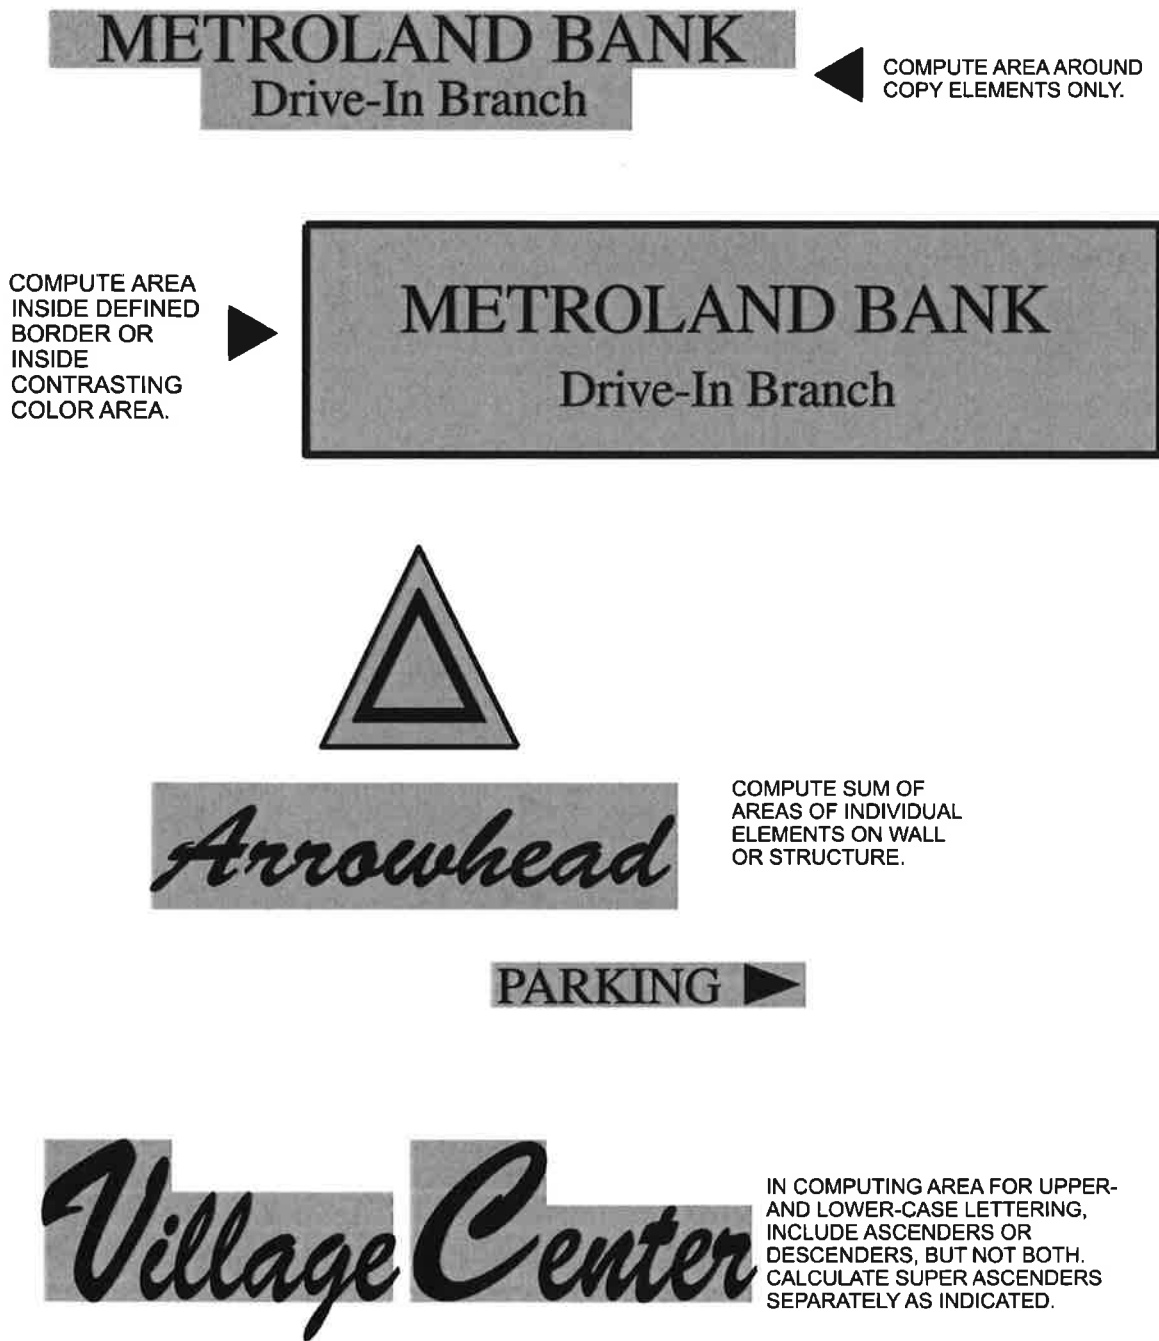 METROLAND BANK
Drive-In Branch
COMPUTE AREA AROUND
COPY ELEMENTS ONLY.
COMPUTE AREA
INSIDE DEFINED
BORDER OR
INSIDE
CONTRASTING
COLOR AREA.
METROLAND BANK
Drive-In Branch
Arrowhead
COMPUTE SUM OF
AREAS OF INDIVIDUAL
ELEMENTS ON WALL
OR STRUCTURE.
PARKING
Village Center
IN COMPUTING AREA FOR UPPER-
AND LOWER-CASE LETTERING,
INCLUDE ASCENDERS OR
DESCENDERS, BUT NOT BOTH.
CALCULATE SUPER ASCENDERS
SEPARATELY AS INDICATED.